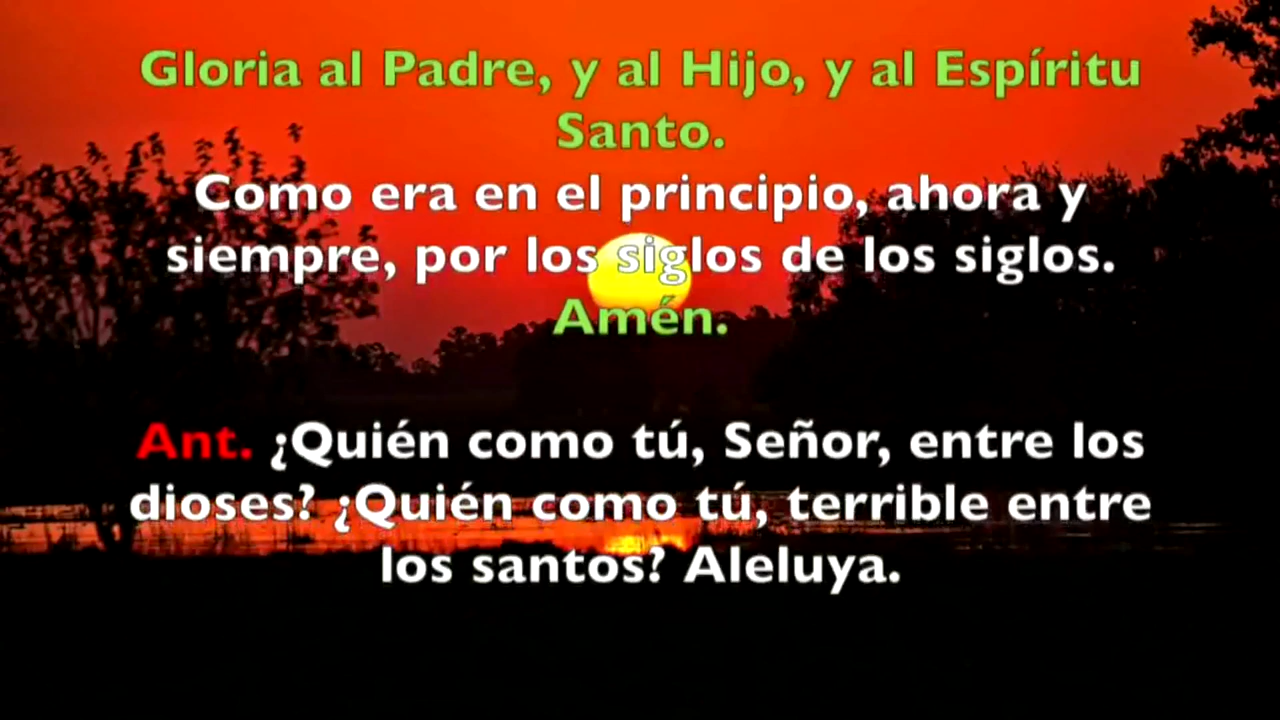 Gloria al Padre, y al Hijo, y al Espíritu
Santo.
Como era en el principio, ahora y
siempre, por los siglos de los siglos.
Amén.
Ant. ¿Quién como tú, Señor, entre los
dioses? ¿Quién como tú, terrible entre
los santos? Aleluya.